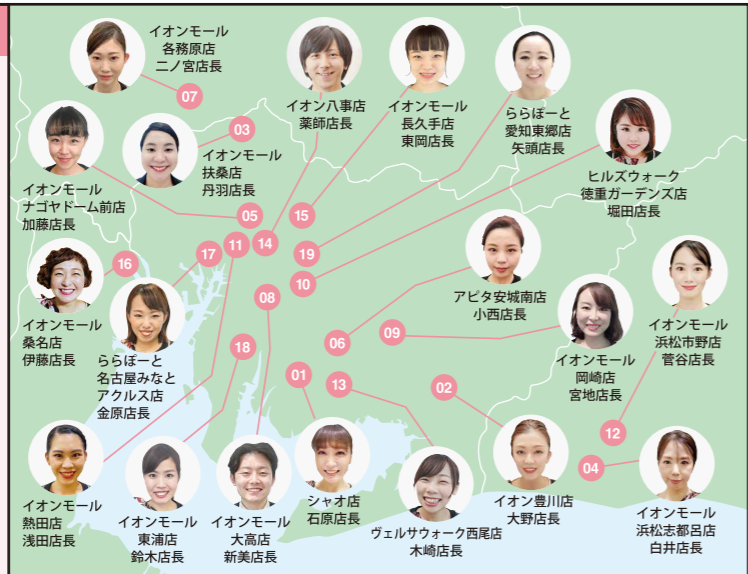 イオンモール
各務原店
二ノ宮店長
07
03
イオンモール
扶桑店
丹羽店長
イオン八事店
薬師店長
イオンモール
長久手店
東岡店長
ららぽーと
愛知東郷店
矢頭店長
ヒルズウォーク
徳重ガーデンズ店
堀田店長
イオンモール
ナゴヤドーム前店
加藤店長
05
15
11
14
17
19
16
10
08
イオンモール
桑名店
伊藤店長
ららぽーと
名古屋みなと
アクルス店
金原店長
18
アピタ安城南店
小西店長
06
09
イオンモール
岡崎店
宮地店長
イオンモール
浜松市野店
菅谷店長
01
13
02
12
04
イオンモール
熱田店
浅田店長
イオンモール
東浦店
鈴木店長
イオンモール
大高店
新美店長
シャオ店
石原店長
ヴェルサウォーク西尾店
木崎店長
イオン豊川店
大野店長
イオンモール
浜松志都呂店
白井店長